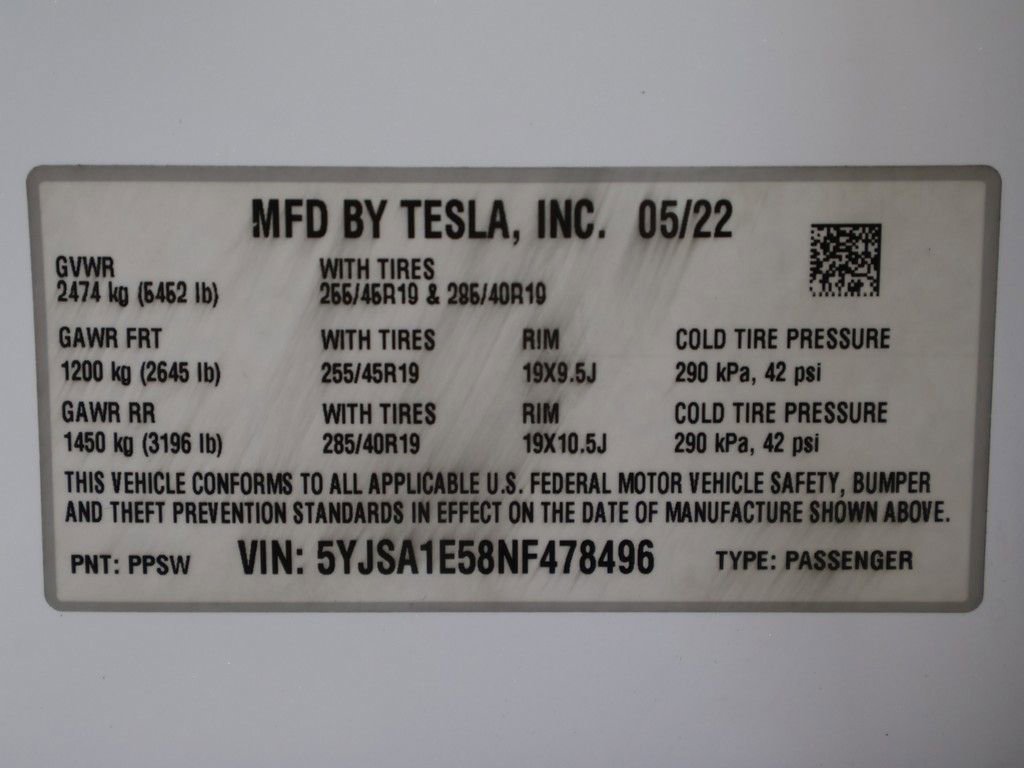 MFD BY TESLA, INC. 05/22
GVWR WITH TIRES
2474 kg (5452 lb) 255/45R19 & 285/40R19
GAWR FRT WITH TIRES RIM COLD TIRE PRESSURE
1200 kg (2645 lb) 255/45R19 19X9.5J 290 kPa, 42 psi
GAWR RR WITH TIRES RIM COLD TIRE PRESSURE
1450 kg (3196 lb) 285/40R19 19X10.5J 290 kPa, 42 psi
THIS VEHICLE CONFORMS TO ALL APPLICABLE U.S. FEDERAL MOTOR VEHICLE SAFETY, BUMPER
AND THEFT PREVENTION STANDARDS IN EFFECT ON THE DATE OF MANUFACTURE SHOWN ABOVE.
PNT: PPSW VIN: 5YJSA1E58NF478496 TYPE: PASSENGER